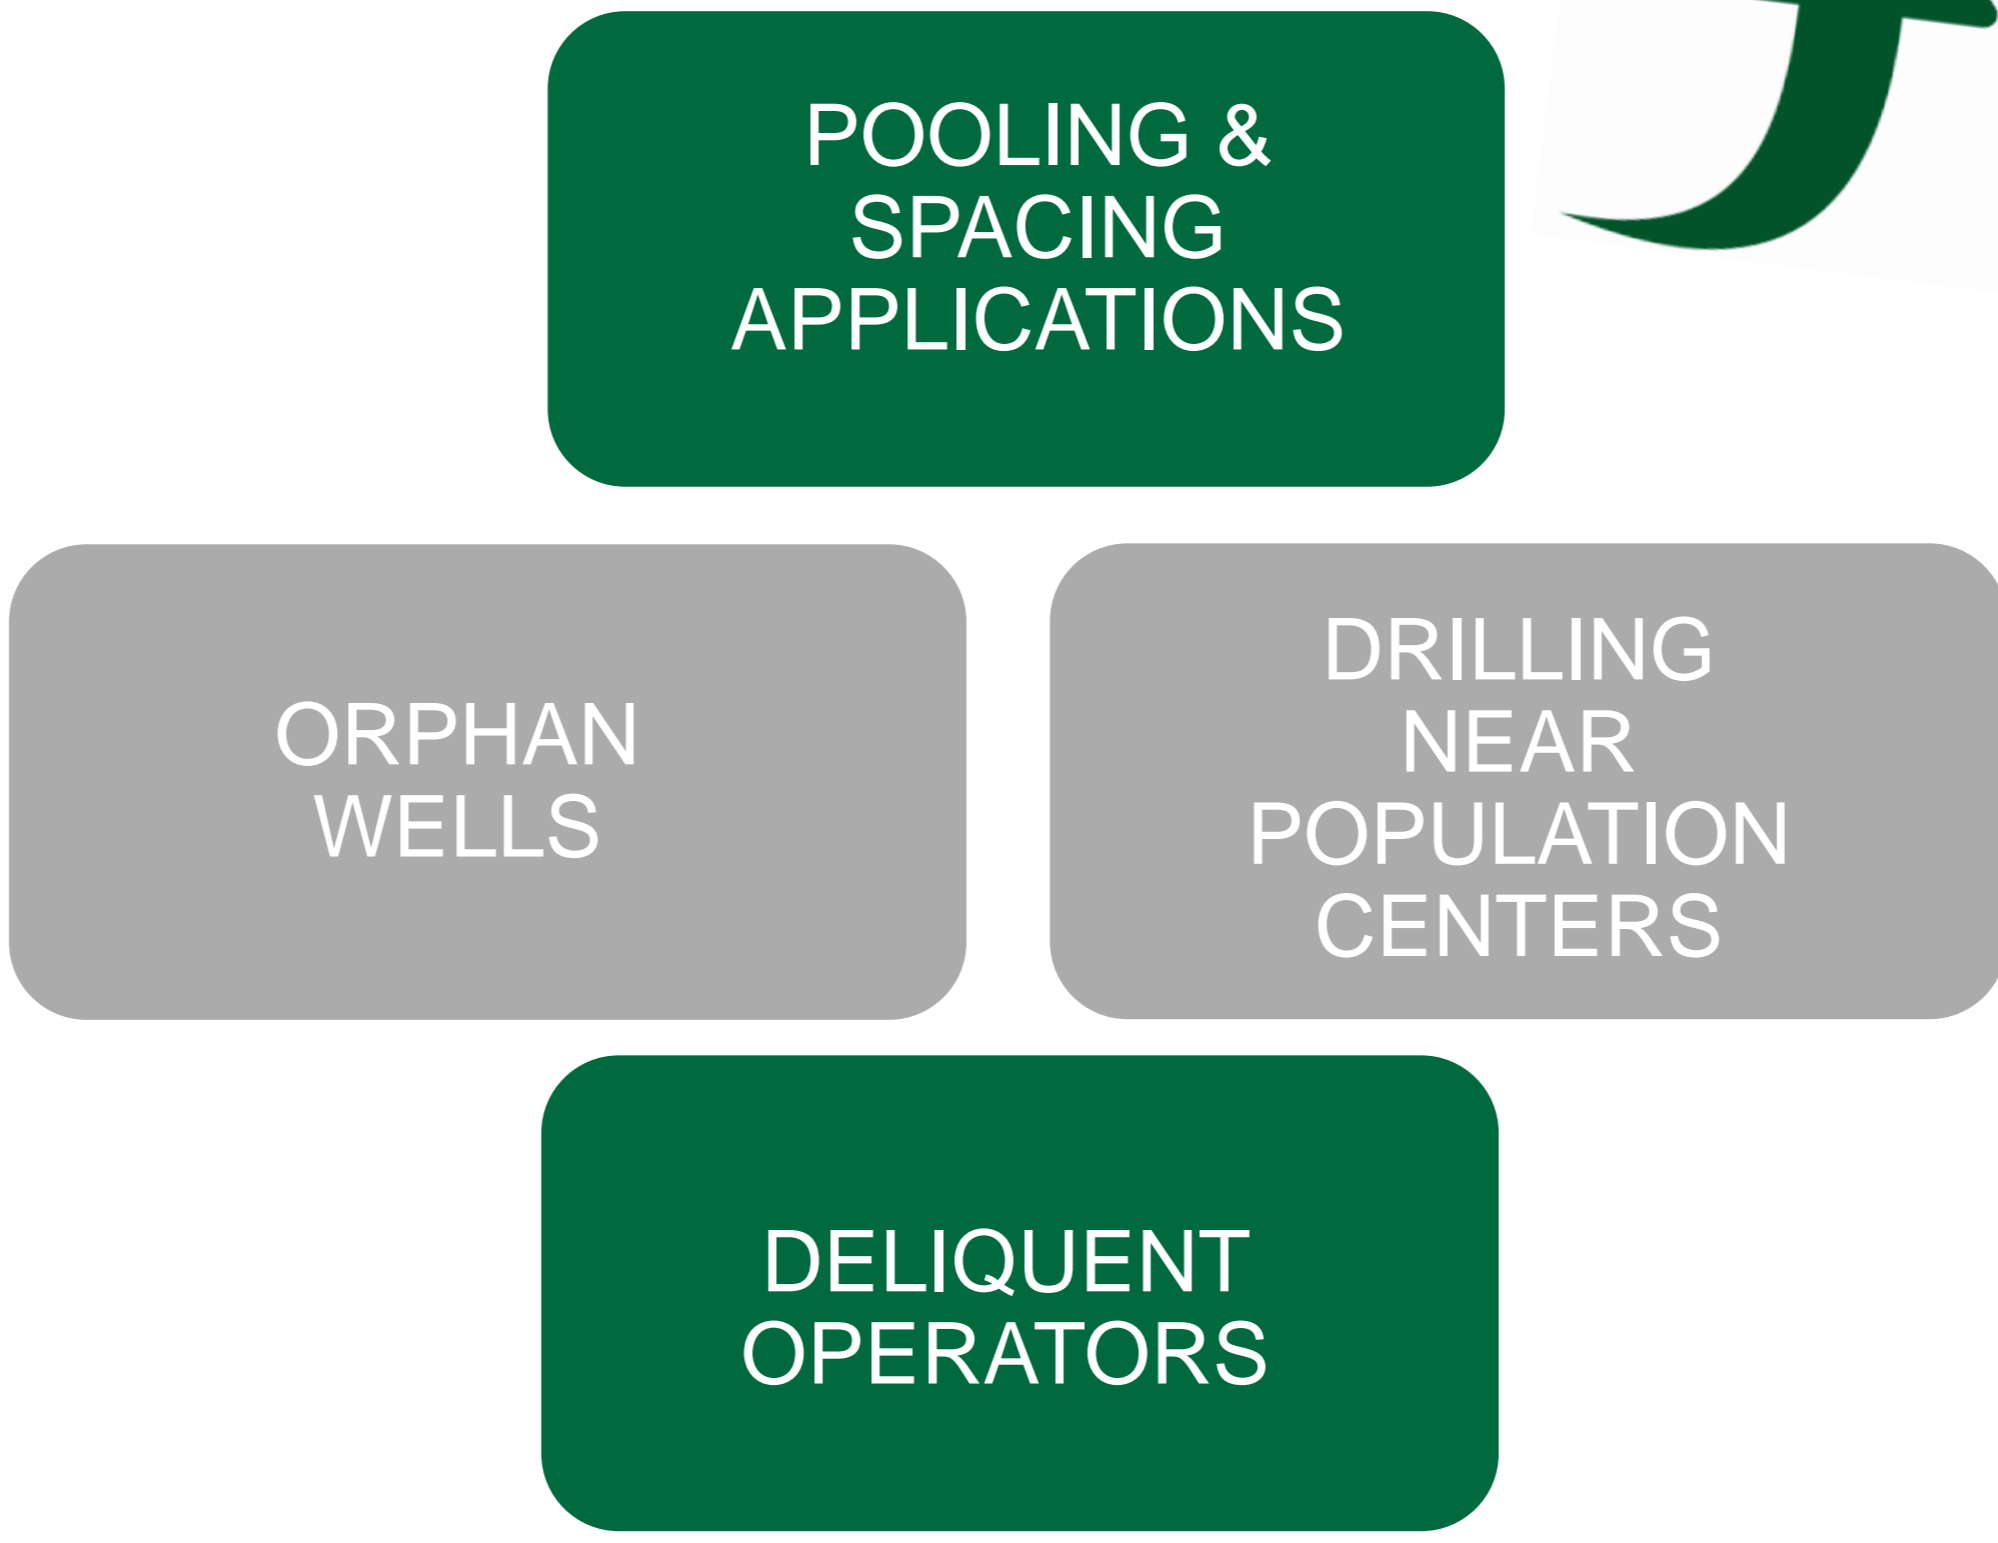 POOLING &
SPACING
APPLICATIONS
ORPHAN
WELLS
DRILLING
NEAR
POPULATION
CENTERS
DELIQUENT
OPERATORS